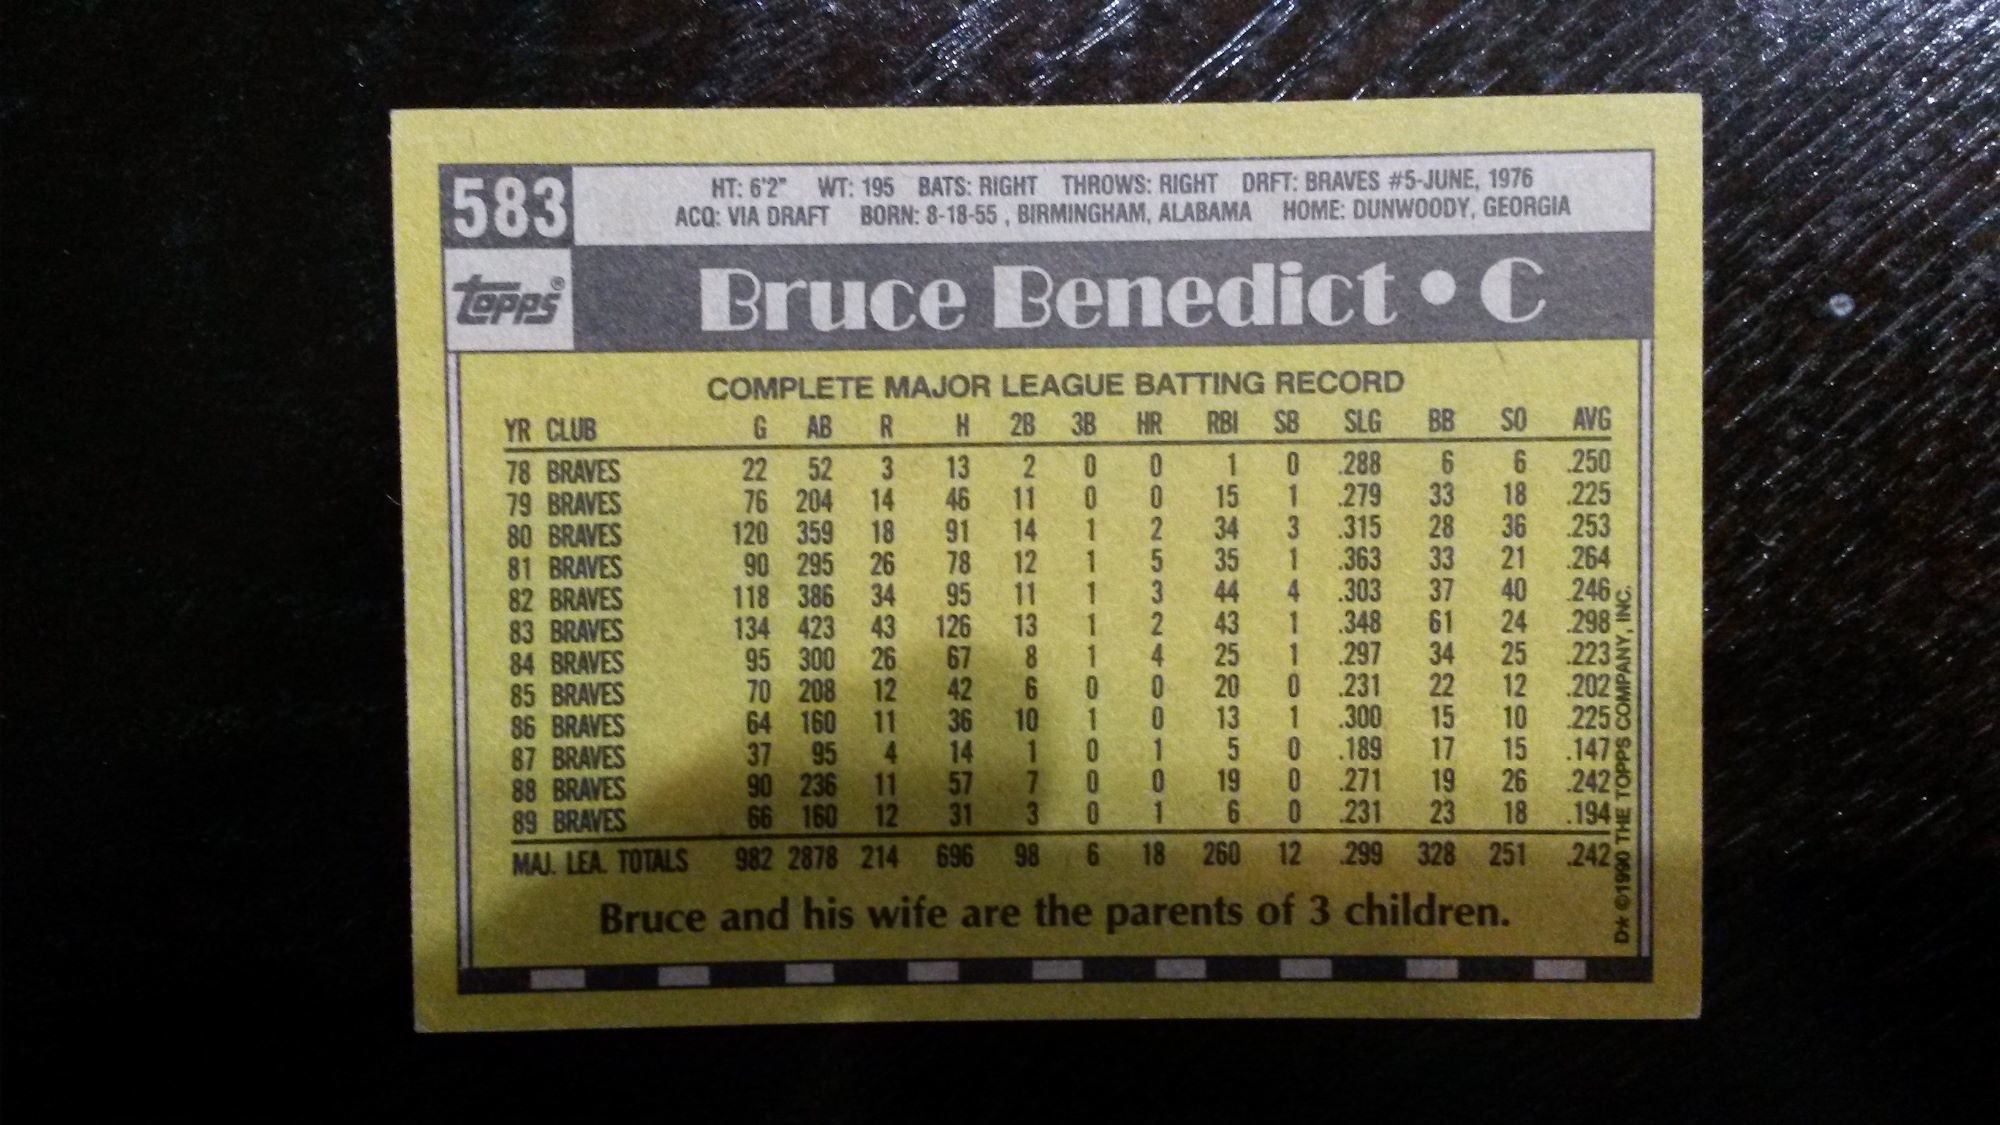 583
HT: 6'2" WT: 195 BATS: RIGHT THROWS: RIGHT DRFT: BRAVES #5-JUNE, 1976
ACQ: VIA DRAFT BORN: 8-18-55 , BIRMINGHAM, ALABAMA HOME: DUNWOODY, GEORGIA
topps®
Bruce Benedict • C
COMPLETE MAJOR LEAGUE BATTING RECORD
YR CLUB G AB R H 2B 3B HR RBI SB SLG BB SO AVG
78 BRAVES 22 52 3 13 2 0 0 1 0 .288 6 6 .250
79 BRAVES 76 204 14 46 11 0 0 15 1 .279 33 18 .225
80 BRAVES 120 359 18 91 14 1 2 34 3 .315 28 36 .253
81 BRAVES 90 295 26 78 12 1 5 35 1 .363 33 21 .264
82 BRAVES 118 386 34 95 11 1 3 44 4 .303 37 40 .246
83 BRAVES 134 423 43 126 13 1 2 43 1 .348 61 24 .298
84 BRAVES 95 300 26 67 8 1 4 25 1 .297 34 25 .223
85 BRAVES 70 208 12 42 6 0 0 20 0 .231 22 12 .202
86 BRAVES 64 160 11 36 10 1 0 13 1 .300 15 10 .225
87 BRAVES 37 95 4 14 1 0 1 5 0 .189 17 15 .147
88 BRAVES 90 236 11 57 7 0 0 19 0 .271 19 26 .242
89 BRAVES 66 160 12 31 3 0 1 6 0 .231 23 18 .194
MAJ. LEA. TOTALS 982 2878 214 696 98 6 18 260 12 .299 328 251 .242
Bruce and his wife are the parents of 3 children.
D* ©1990 THE TOPPS COMPANY, INC.